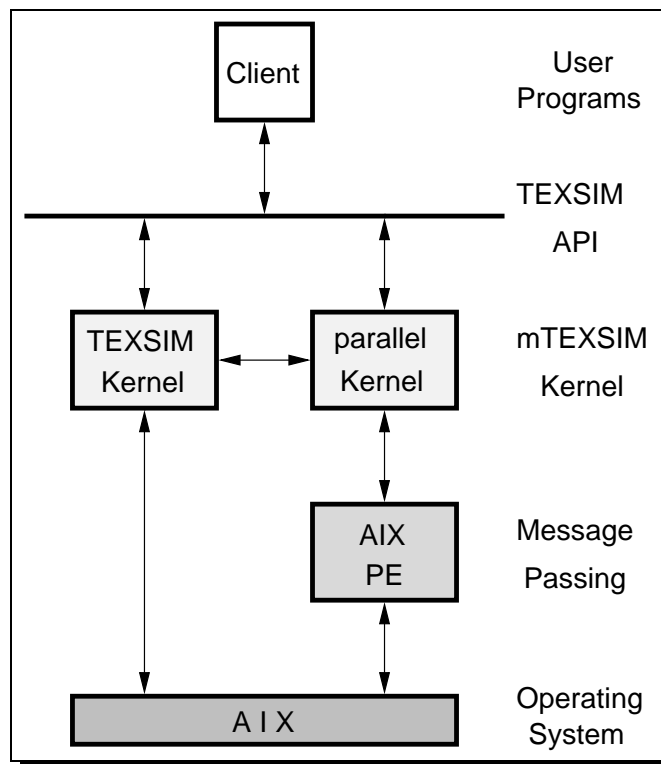 Client
User
Programs
TEXSIM
API
TEXSIM
Kernel
parallel
Kernel
mTEXSIM
Kernel
AIX
PE
Message
Passing
A I X
Operating
System